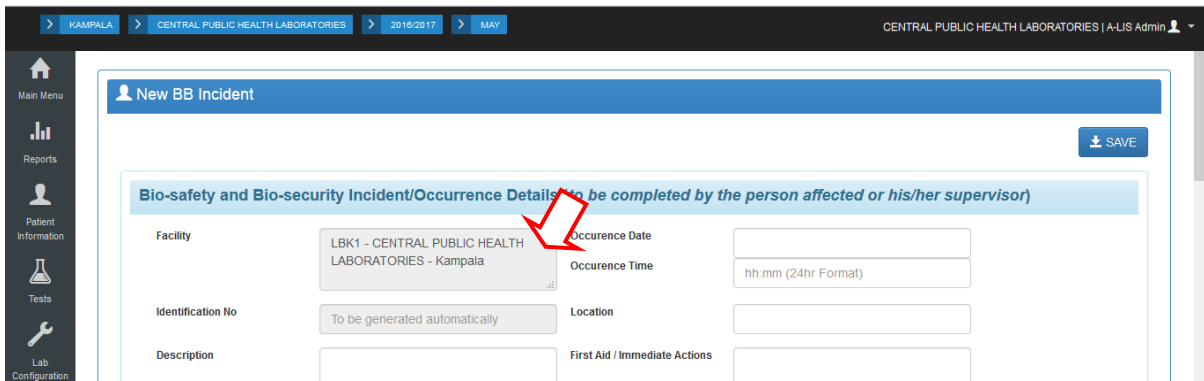 KAMPALA CENTRAL PUBLIC HEALTH LABORATORIES 2016/2017 MAY
CENTRAL PUBLIC HEALTH LABORATORIES | A-LIS Admin
Main Menu
Reports
Patient
Information
Tests
Lab
Configuration
New BB Incident
SAVE
Bio-safety and Bio-security Incident/Occurrence Details to be completed by the person affected or his/her supervisor)
Facility
LBK1 - CENTRAL PUBLIC HEALTH
LABORATORIES - Kampala
Occurence Date
Occurence Time
hh:mm (24hr Format)
Identification No
To be generated automatically
Location
Description
First Aid / Immediate Actions